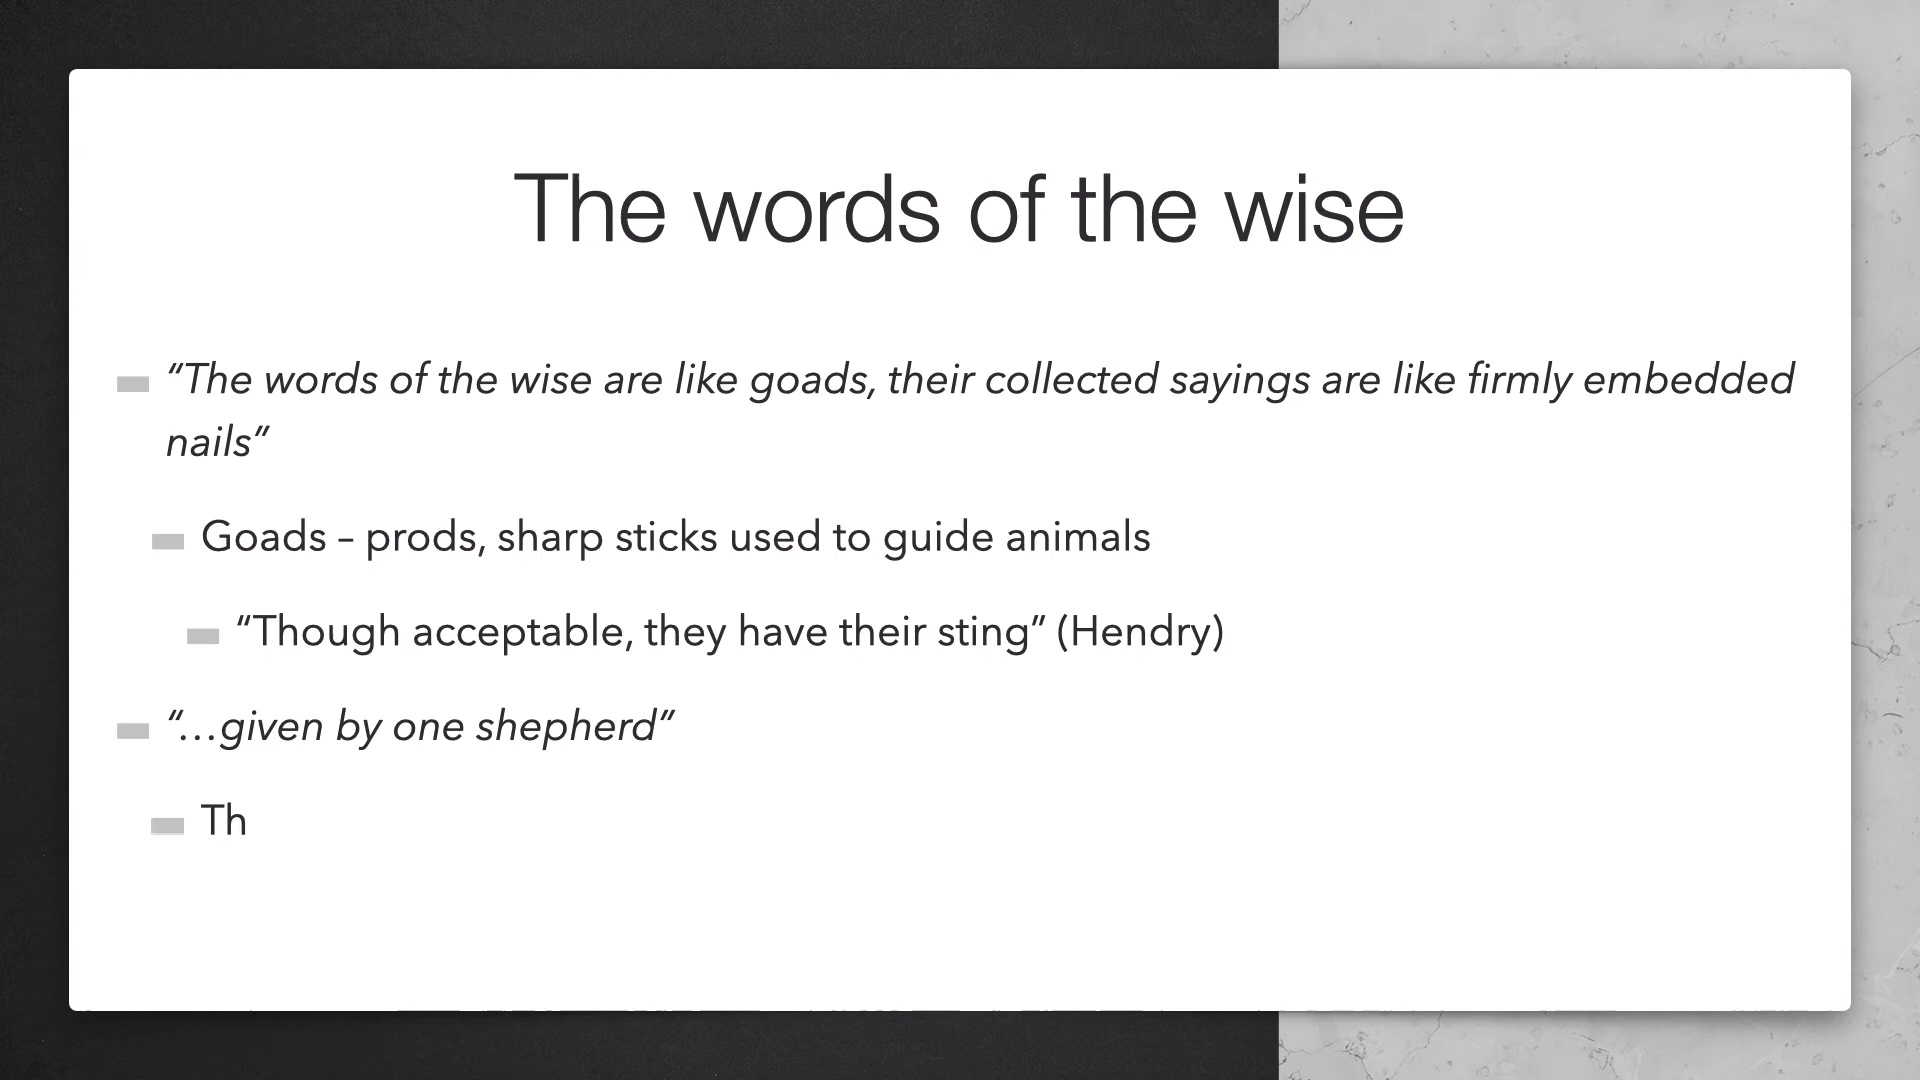 The words of the wise
“The words of the wise are like goads, their collected sayings are like firmly embedded
nails”
Goads – prods, sharp sticks used to guide animals
“Though acceptable, they have their sting” (Hendry)
“…given by one shepherd”
Th